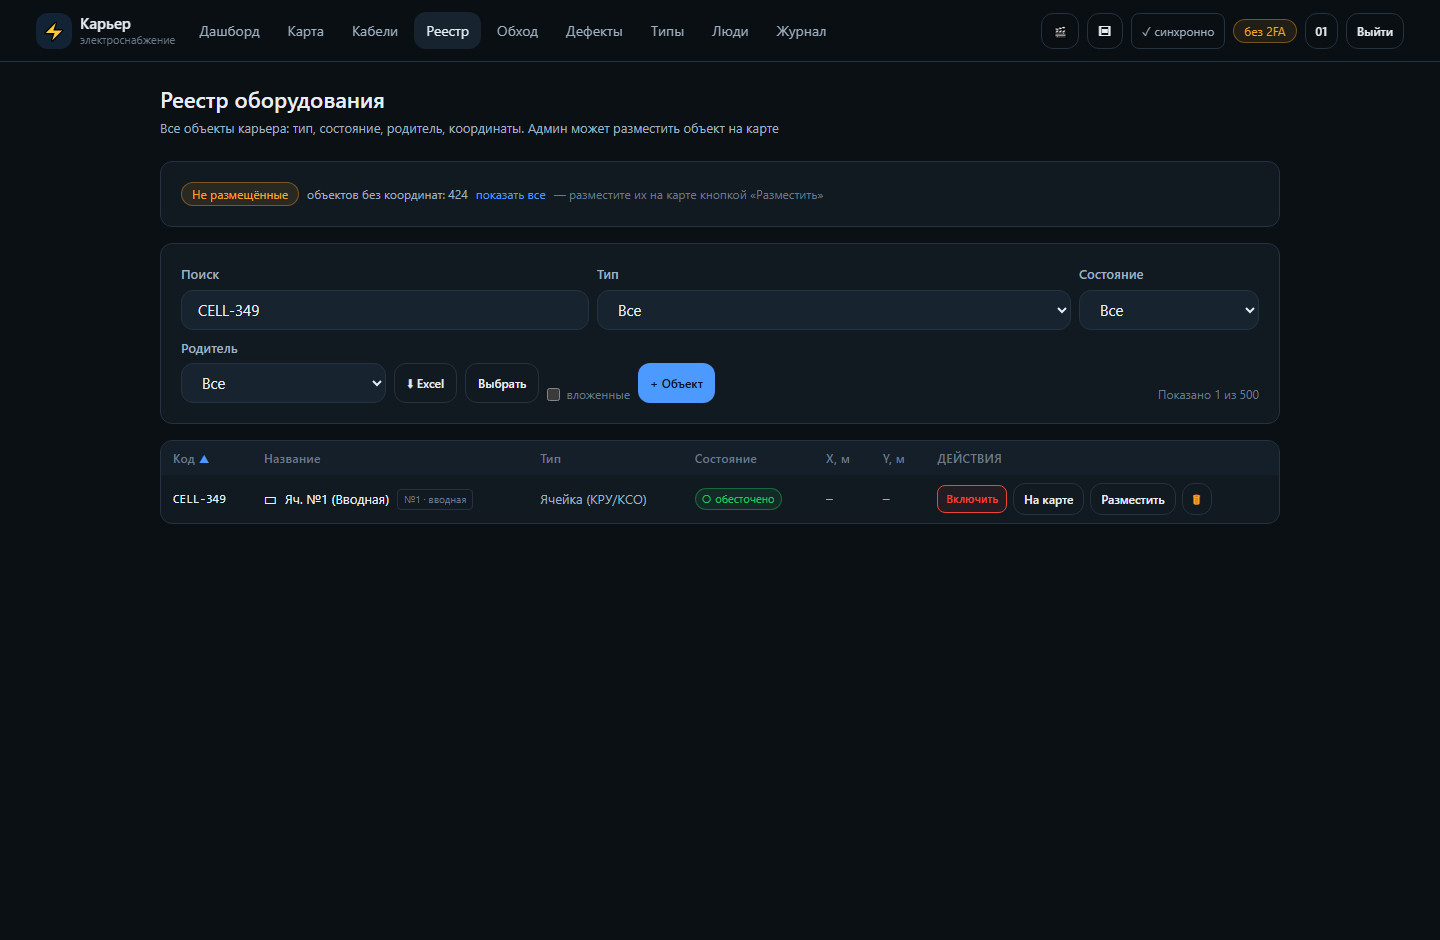 Карьер
электроснабжение
Дашборд Карта Кабели Реестр Обход Дефекты Типы Люди Журнал
✓ синхронно без 2FA 01 Выйти
Реестр оборудования
Все объекты карьера: тип, состояние, родитель, координаты. Админ может разместить объект на карте
Не размещённые объектов без координат: 424 показать все — разместите их на карте кнопкой «Разместить»
Поиск Тип Состояние
CELL-349 Все Все
Родитель
Все ⬇ Excel Выбрать вложенные + Объект Показано 1 из 500
Код ▲ Название Тип Состояние X, м Y, м ДЕЙСТВИЯ
CELL-349 Яч. №1 (Вводная) №1 · вводная Ячейка (КРУ/КСО) обесточено – – Включить На карте Разместить